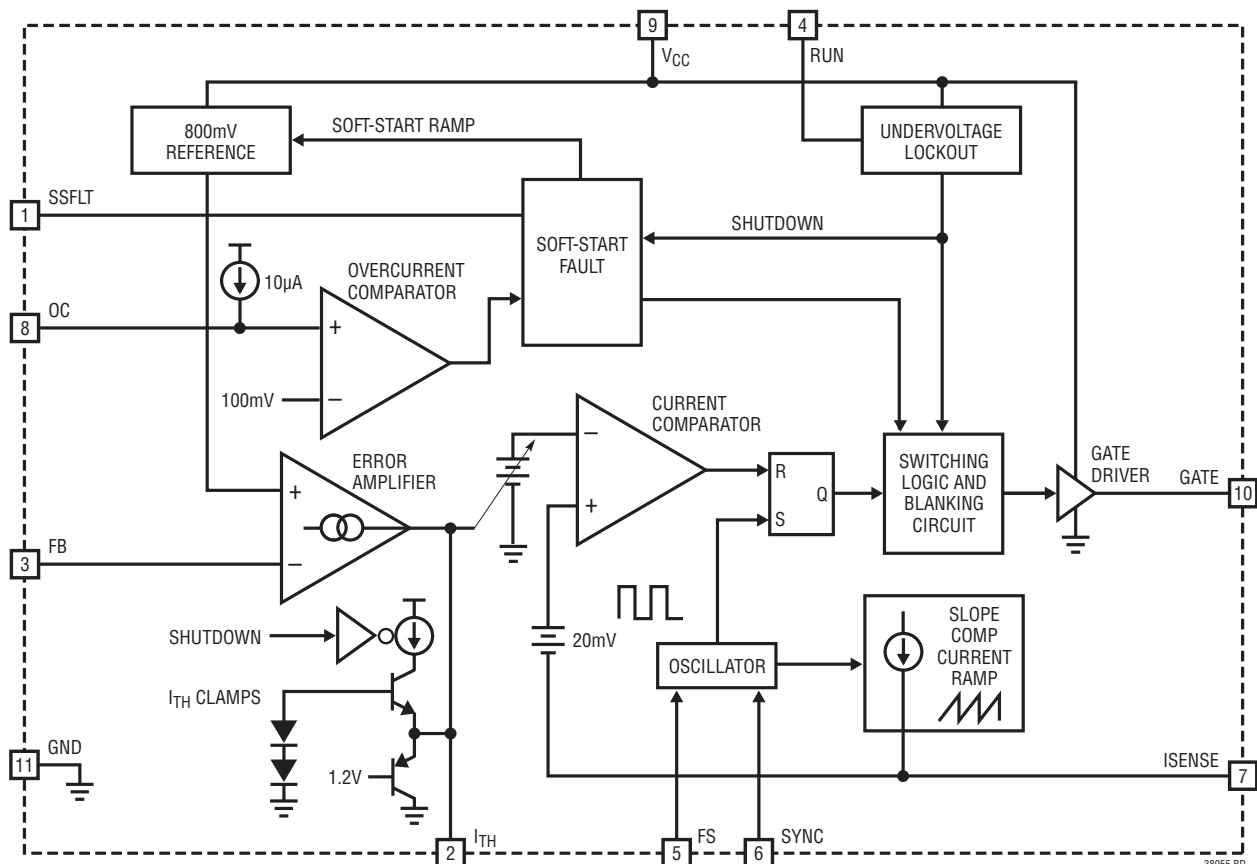 9
4
VCC
RUN
800mV
REFERENCE
SOFT-START RAMP
UNDERVOLTAGE
LOCKOUT
1
SSFLT
SOFT-START
FAULT
SHUTDOWN
10µA
OVERCURRENT
COMPARATOR
8
OC
+
100mV
–
CURRENT
COMPARATOR
–
+
ERROR
AMPLIFIER
+
–
3
FB
R
S
Q
SWITCHING
LOGIC AND
BLANKING
CIRCUIT
GATE
DRIVER
GATE
10
SHUTDOWN
20mV
OSCILLATOR
SLOPE
COMP
CURRENT
RAMP
ITH CLAMPS
1.2V
11
GND
ISENSE
7
2
ITH
5
FS
6
SYNC
38055 BD